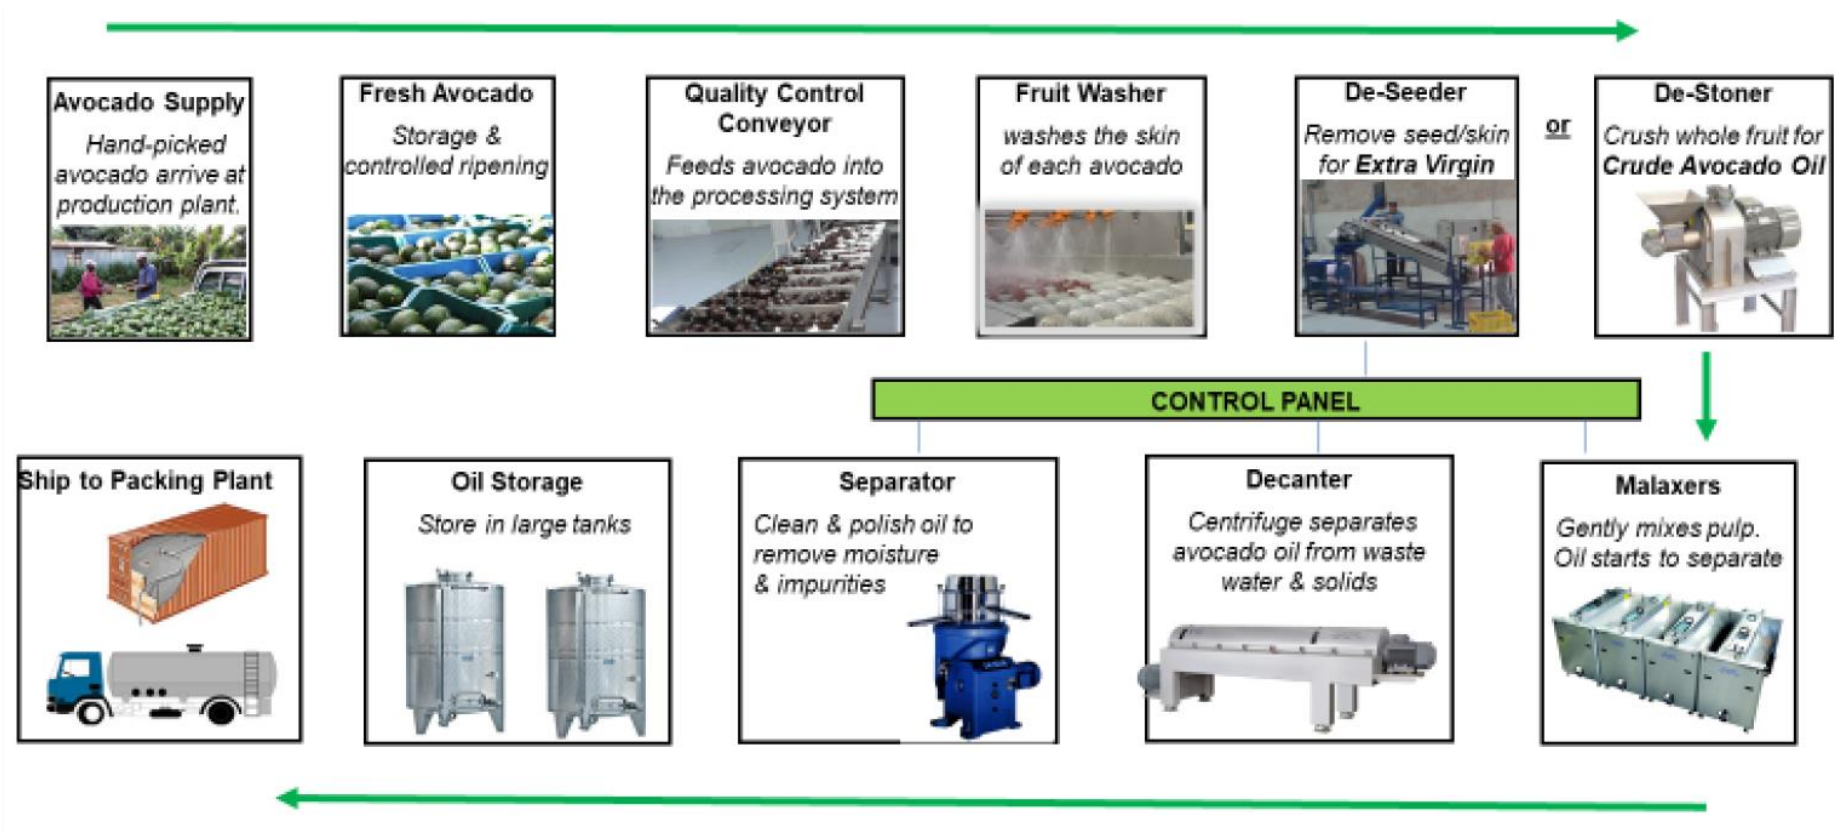 Avocado Supply
Hand-picked
avocado arrive at
production plant.
Fresh Avocado
Storage &
controlled ripening
Quality Control
Conveyor
Feeds avocado into
the processing system
Fruit Washer
washes the skin
of each avocado
De-Seeder
Remove seed/skin
for Extra Virgin
or
De-Stoner
Crush whole fruit for
Crude Avocado Oil
CONTROL PANEL
Ship to Packing Plant
Oil Storage
Store in large tanks
Separator
Clean & polish oil to
remove moisture
& impurities
Decanter
Centrifuge separates
avocado oil from waste
water & solids
Malaxers
Gently mixes pulp.
Oil starts to separate